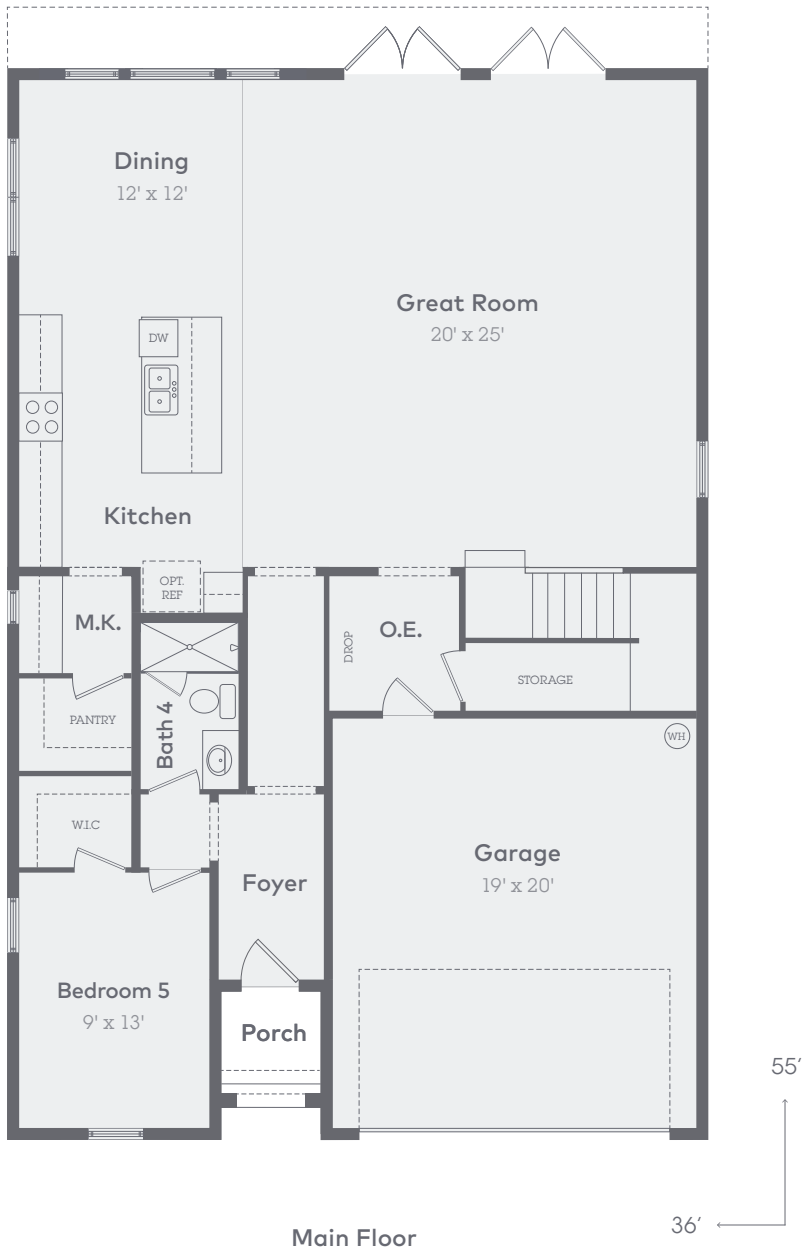 Dining
12' x 12'
Great Room
20' x 25'
DW
Kitchen
OPT.
REF
M.K.
DROP
O.E.
STORAGE
PANTRY
Bath 4
WH
W.I.C
Garage
19' x 20'
Foyer
Bedroom 5
9' x 13'
Porch
55'
36'
Main Floor